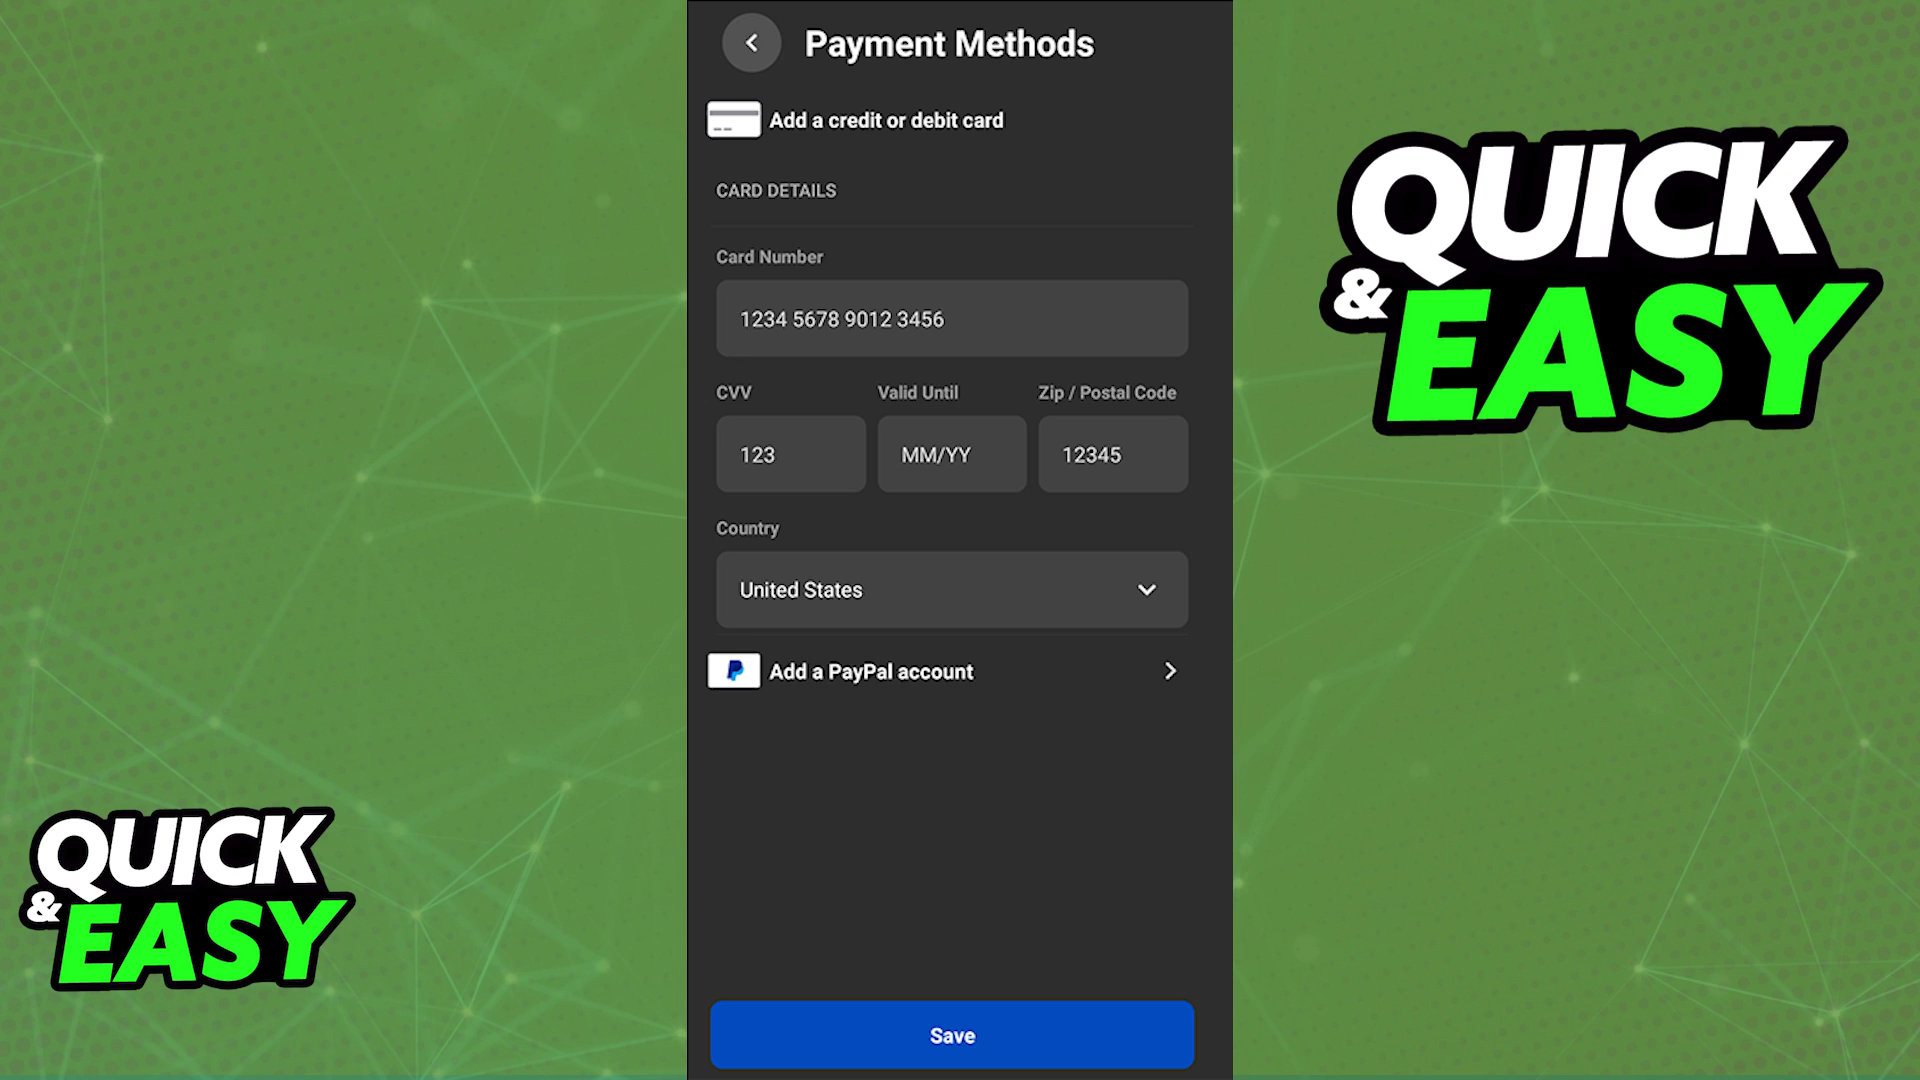 Payment Methods
Add a credit or debit card
CARD DETAILS
Card Number
1234 5678 9012 3456
CVV
Valid Until
Zip / Postal Code
123
MM/YY
12345
Country
United States
Add a PayPal account
Save
QUICK
& EASY
QUICK
& EASY